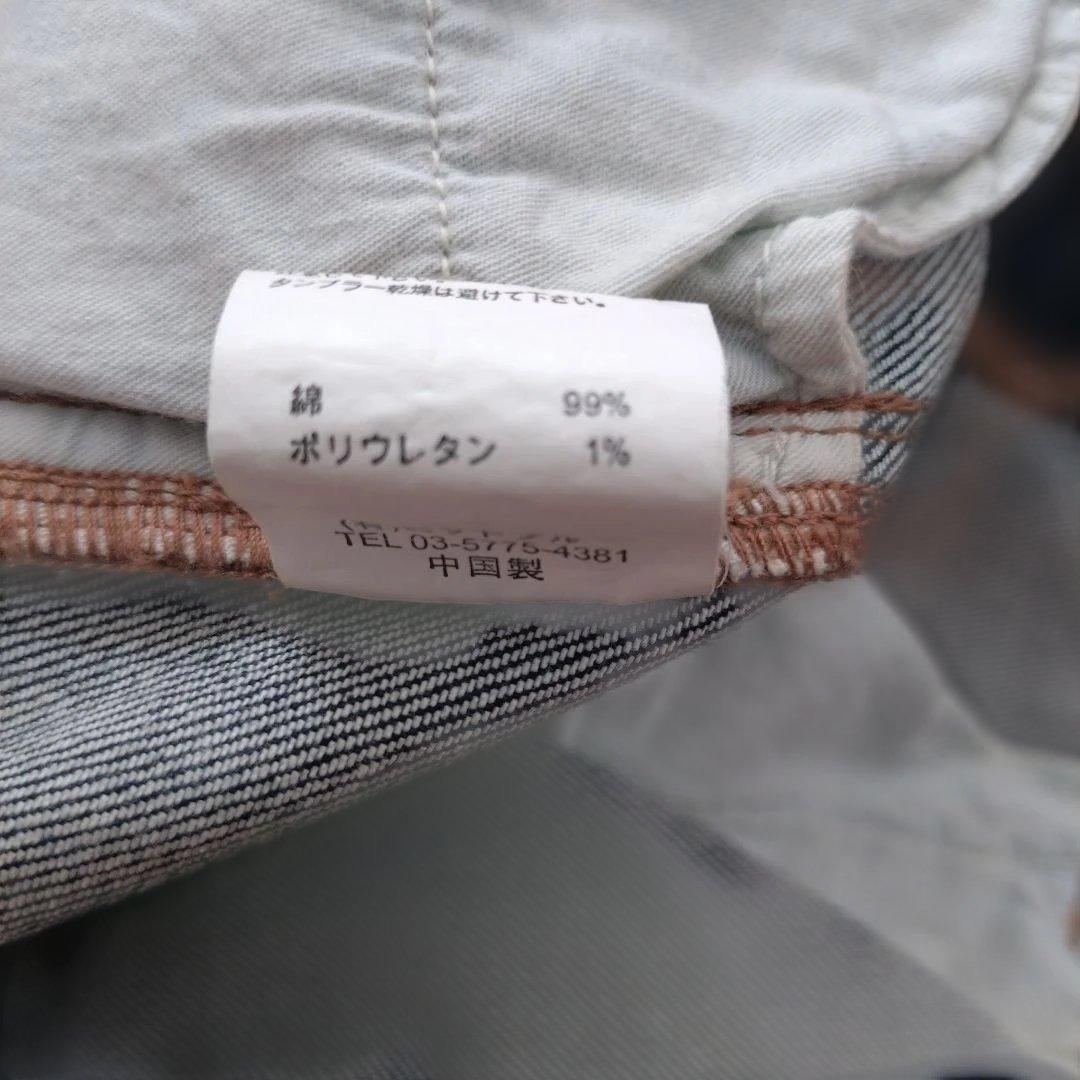 タンブラー乾燥は避けて下さい。
綿 99%
ポリウレタン 1%
TEL 03-5775-4381
中国製